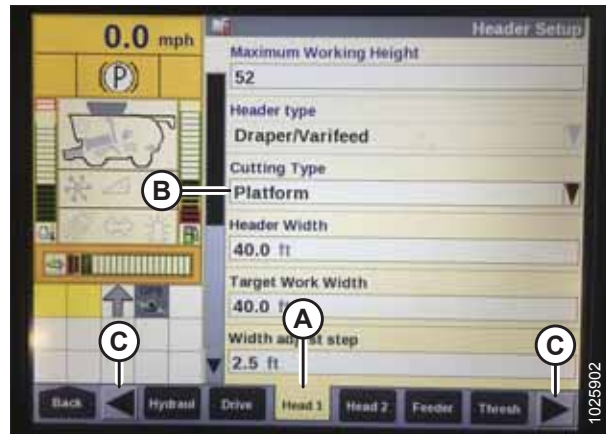 0.0 mph
Header Setup
(P)
Maximum Working Height
52
Header type
Draper/Varifeed
Cutting Type
B
Platform
Header Width
40.0 ft
Target Work Width
40.0 ft
A
Width adjust step
C
C
2.5 ft
Back
Hydraul
Drive
Head 1
Head 2
Feeder
Thresh
1025902